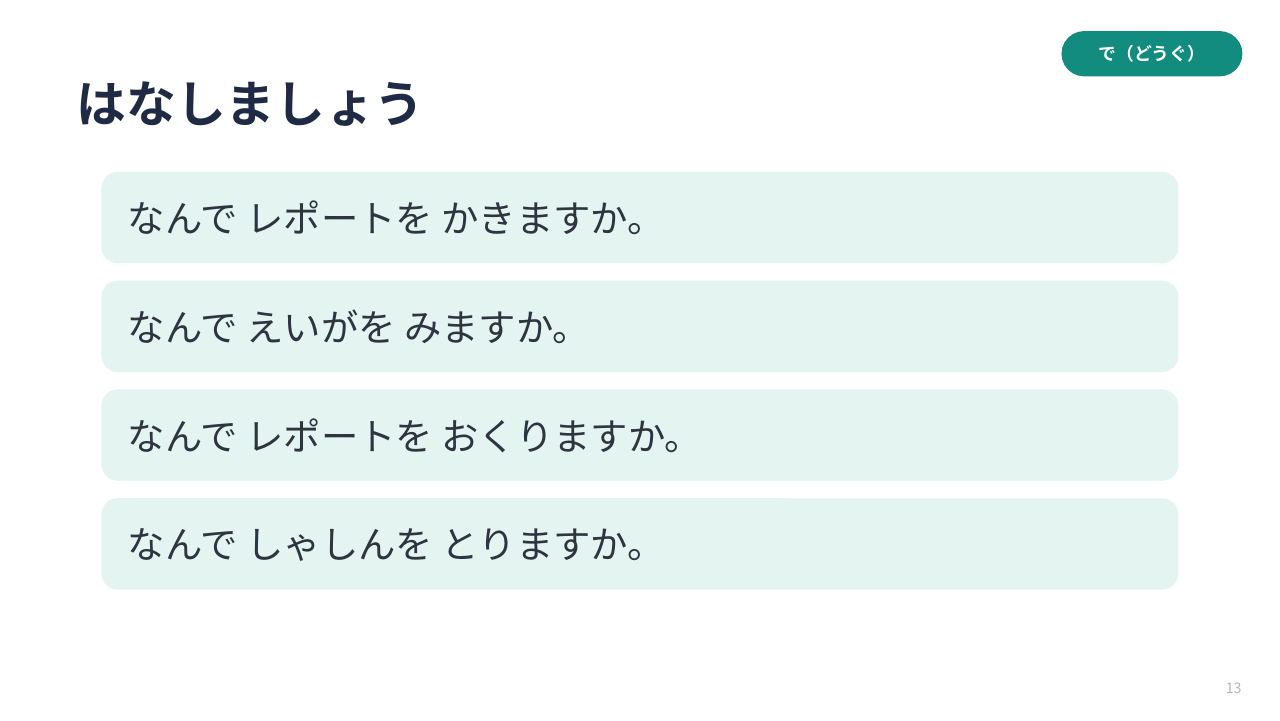 で（どうぐ）
はなしましょう
なんで レポートを かきますか。
なんで えいがを みますか。
なんで レポートを おくりますか。
なんで しゃしんを とりますか。
13